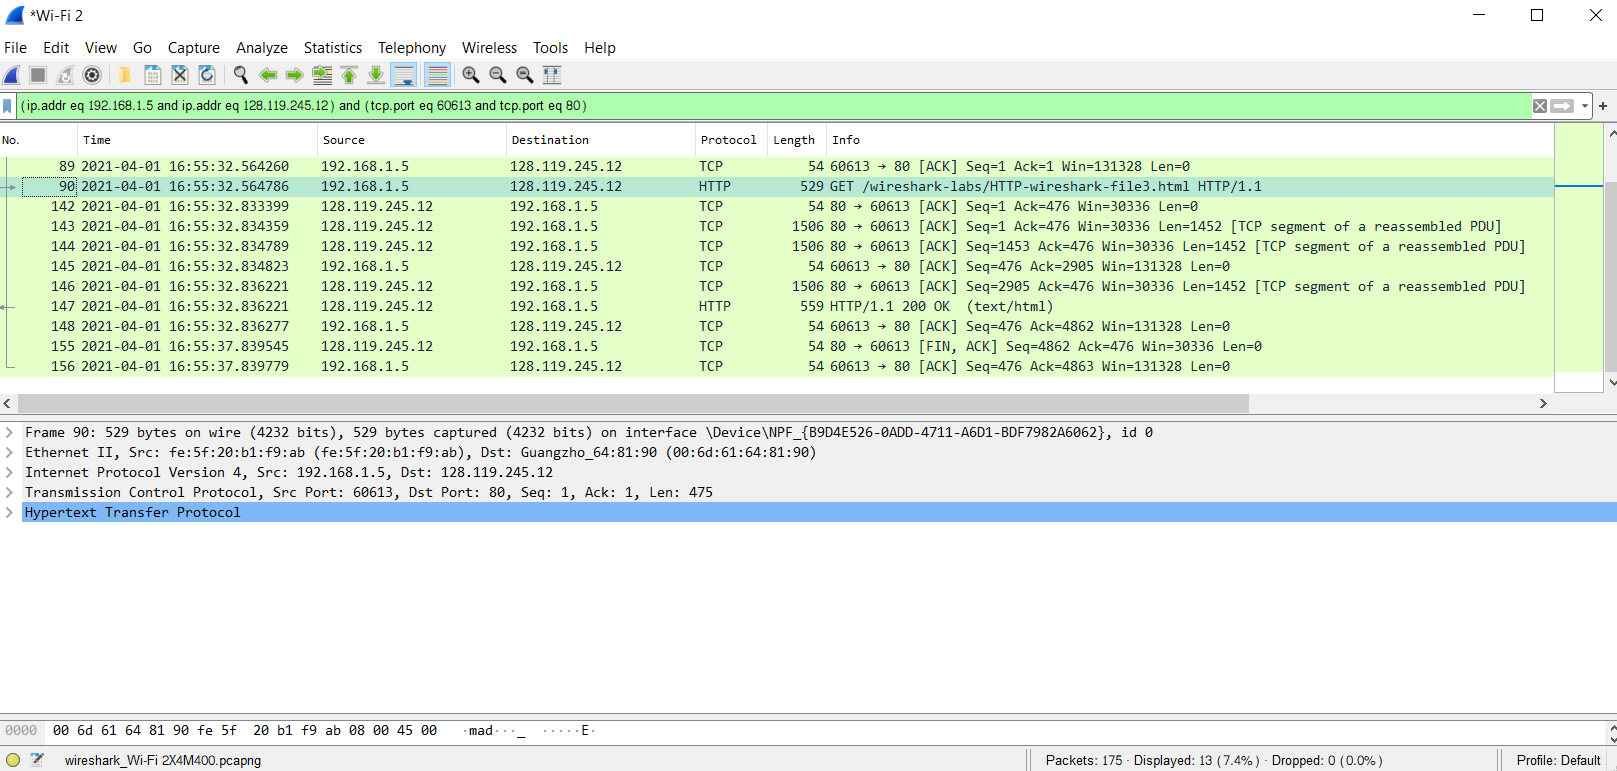 *Wi-Fi 2
File Edit View Go Capture Analyze Statistics Telephony Wireless Tools Help
(ip.addr eq 192.168.1.5 and ip.addr eq 128.119.245.12) and (tcp.port eq 60613 and tcp.port eq 80)
No. Time Source Destination Protocol Length Info
89 2021-04-01 16:55:32.564260 192.168.1.5 128.119.245.12 TCP 54 60613 → 80 [ACK] Seq=1 Ack=1 Win=131328 Len=0
90 2021-04-01 16:55:32.564786 192.168.1.5 128.119.245.12 HTTP 529 GET /wireshark-labs/HTTP-wireshark-file3.html HTTP/1.1
142 2021-04-01 16:55:32.833399 128.119.245.12 192.168.1.5 TCP 54 80 → 60613 [ACK] Seq=1 Ack=476 Win=30336 Len=0
143 2021-04-01 16:55:32.834359 128.119.245.12 192.168.1.5 TCP 1506 80 → 60613 [ACK] Seq=1 Ack=476 Win=30336 Len=1452 [TCP segment of a reassembled PDU]
144 2021-04-01 16:55:32.834789 128.119.245.12 192.168.1.5 TCP 1506 80 → 60613 [ACK] Seq=1453 Ack=476 Win=30336 Len=1452 [TCP segment of a reassembled PDU]
145 2021-04-01 16:55:32.834823 192.168.1.5 128.119.245.12 TCP 54 60613 → 80 [ACK] Seq=476 Ack=2905 Win=131328 Len=0
146 2021-04-01 16:55:32.836221 128.119.245.12 192.168.1.5 TCP 1506 80 → 60613 [ACK] Seq=2905 Ack=476 Win=30336 Len=1452 [TCP segment of a reassembled PDU]
147 2021-04-01 16:55:32.836221 128.119.245.12 192.168.1.5 HTTP 559 HTTP/1.1 200 OK (text/html)
148 2021-04-01 16:55:32.836277 192.168.1.5 128.119.245.12 TCP 54 60613 → 80 [ACK] Seq=476 Ack=4862 Win=131328 Len=0
155 2021-04-01 16:55:37.839545 128.119.245.12 192.168.1.5 TCP 54 80 → 60613 [FIN, ACK] Seq=4862 Ack=476 Win=30336 Len=0
156 2021-04-01 16:55:37.839779 192.168.1.5 128.119.245.12 TCP 54 60613 → 80 [ACK] Seq=476 Ack=4863 Win=131328 Len=0
Frame 90: 529 bytes on wire (4232 bits), 529 bytes captured (4232 bits) on interface \Device\NPF_{B9D4E526-0ADD-4711-A6D1-BDF7982A6062}, id 0
Ethernet II, Src: fe:5f:20:b1:f9:ab (fe:5f:20:b1:f9:ab), Dst: Guangzho_64:81:90 (00:6d:61:64:81:90)
Internet Protocol Version 4, Src: 192.168.1.5, Dst: 128.119.245.12
Transmission Control Protocol, Src Port: 60613, Dst Port: 80, Seq: 1, Ack: 1, Len: 475
Hypertext Transfer Protocol
0000 00 6d 61 64 81 90 fe 5f 20 b1 f9 ab 08 00 45 00 ·mad···_ ·····E·
wireshark_Wi-Fi 2X4M400.pcapng Packets: 175 · Displayed: 13 (7.4%) · Dropped: 0 (0.0%) Profile: Default